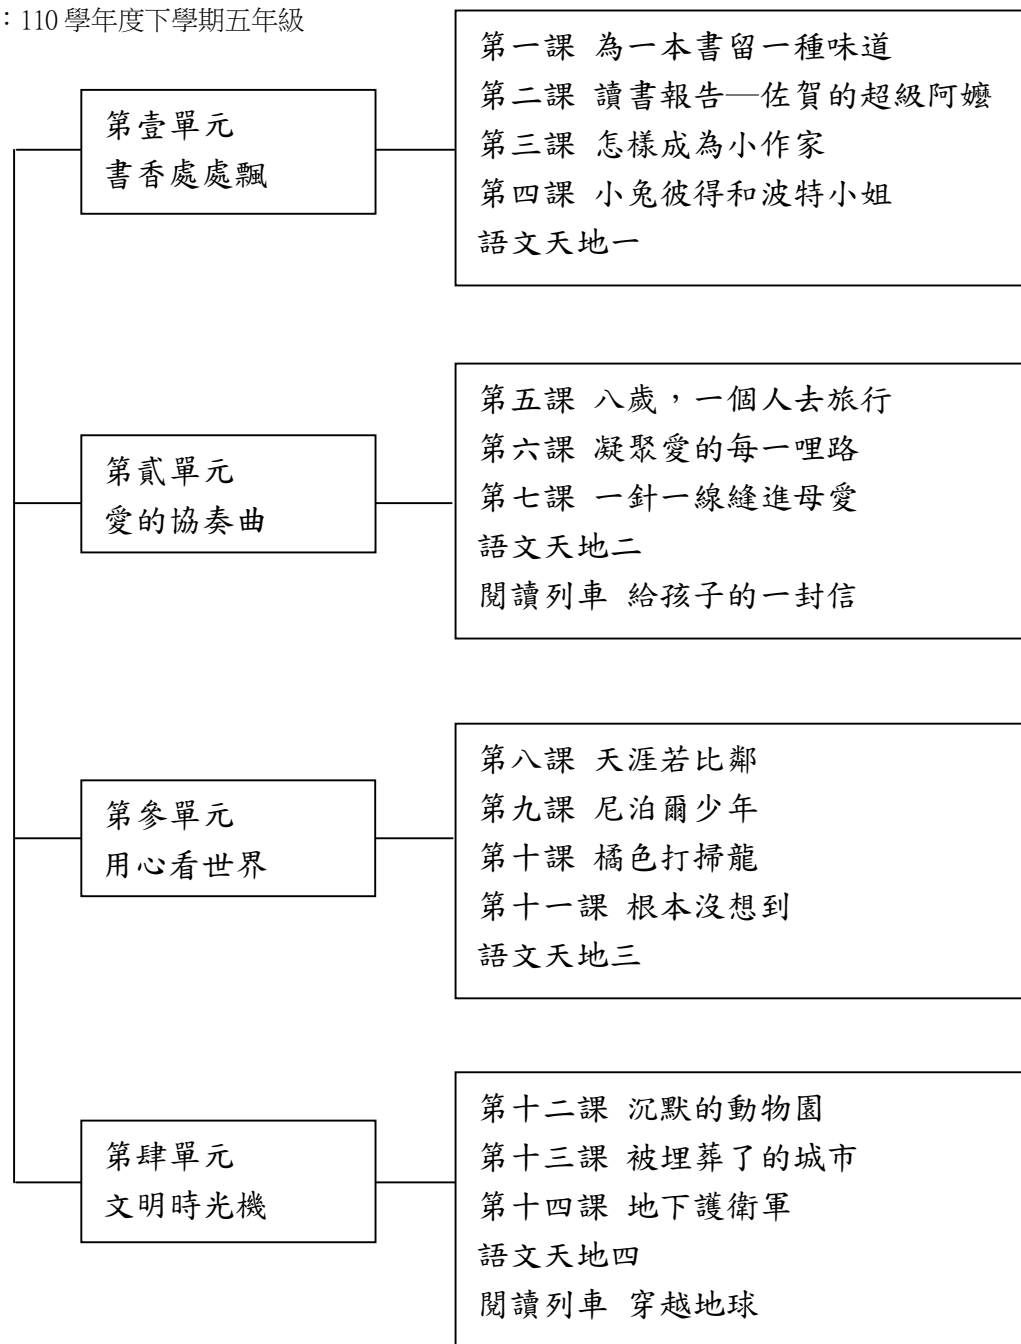 ：110 學年度下學期五年級
第壹單元
書香處處飄
第一課 為一本書留一種味道
第二課 讀書報告─佐賀的超級阿嬤
第三課 怎樣成為小作家
第四課 小兔彼得和波特小姐
語文天地一
第貳單元
愛的協奏曲
第五課 八歲，一個人去旅行
第六課 凝聚愛的每一哩路
第七課 一針一線縫進母愛
語文天地二
閱讀列車 給孩子的一封信
第參單元
用心看世界
第八課 天涯若比鄰
第九課 尼泊爾少年
第十課 橘色打掃龍
第十一課 根本沒想到
語文天地三
第肆單元
文明時光機
第十二課 沉默的動物園
第十三課 被埋葬了的城市
第十四課 地下護衛軍
語文天地四
閱讀列車 穿越地球